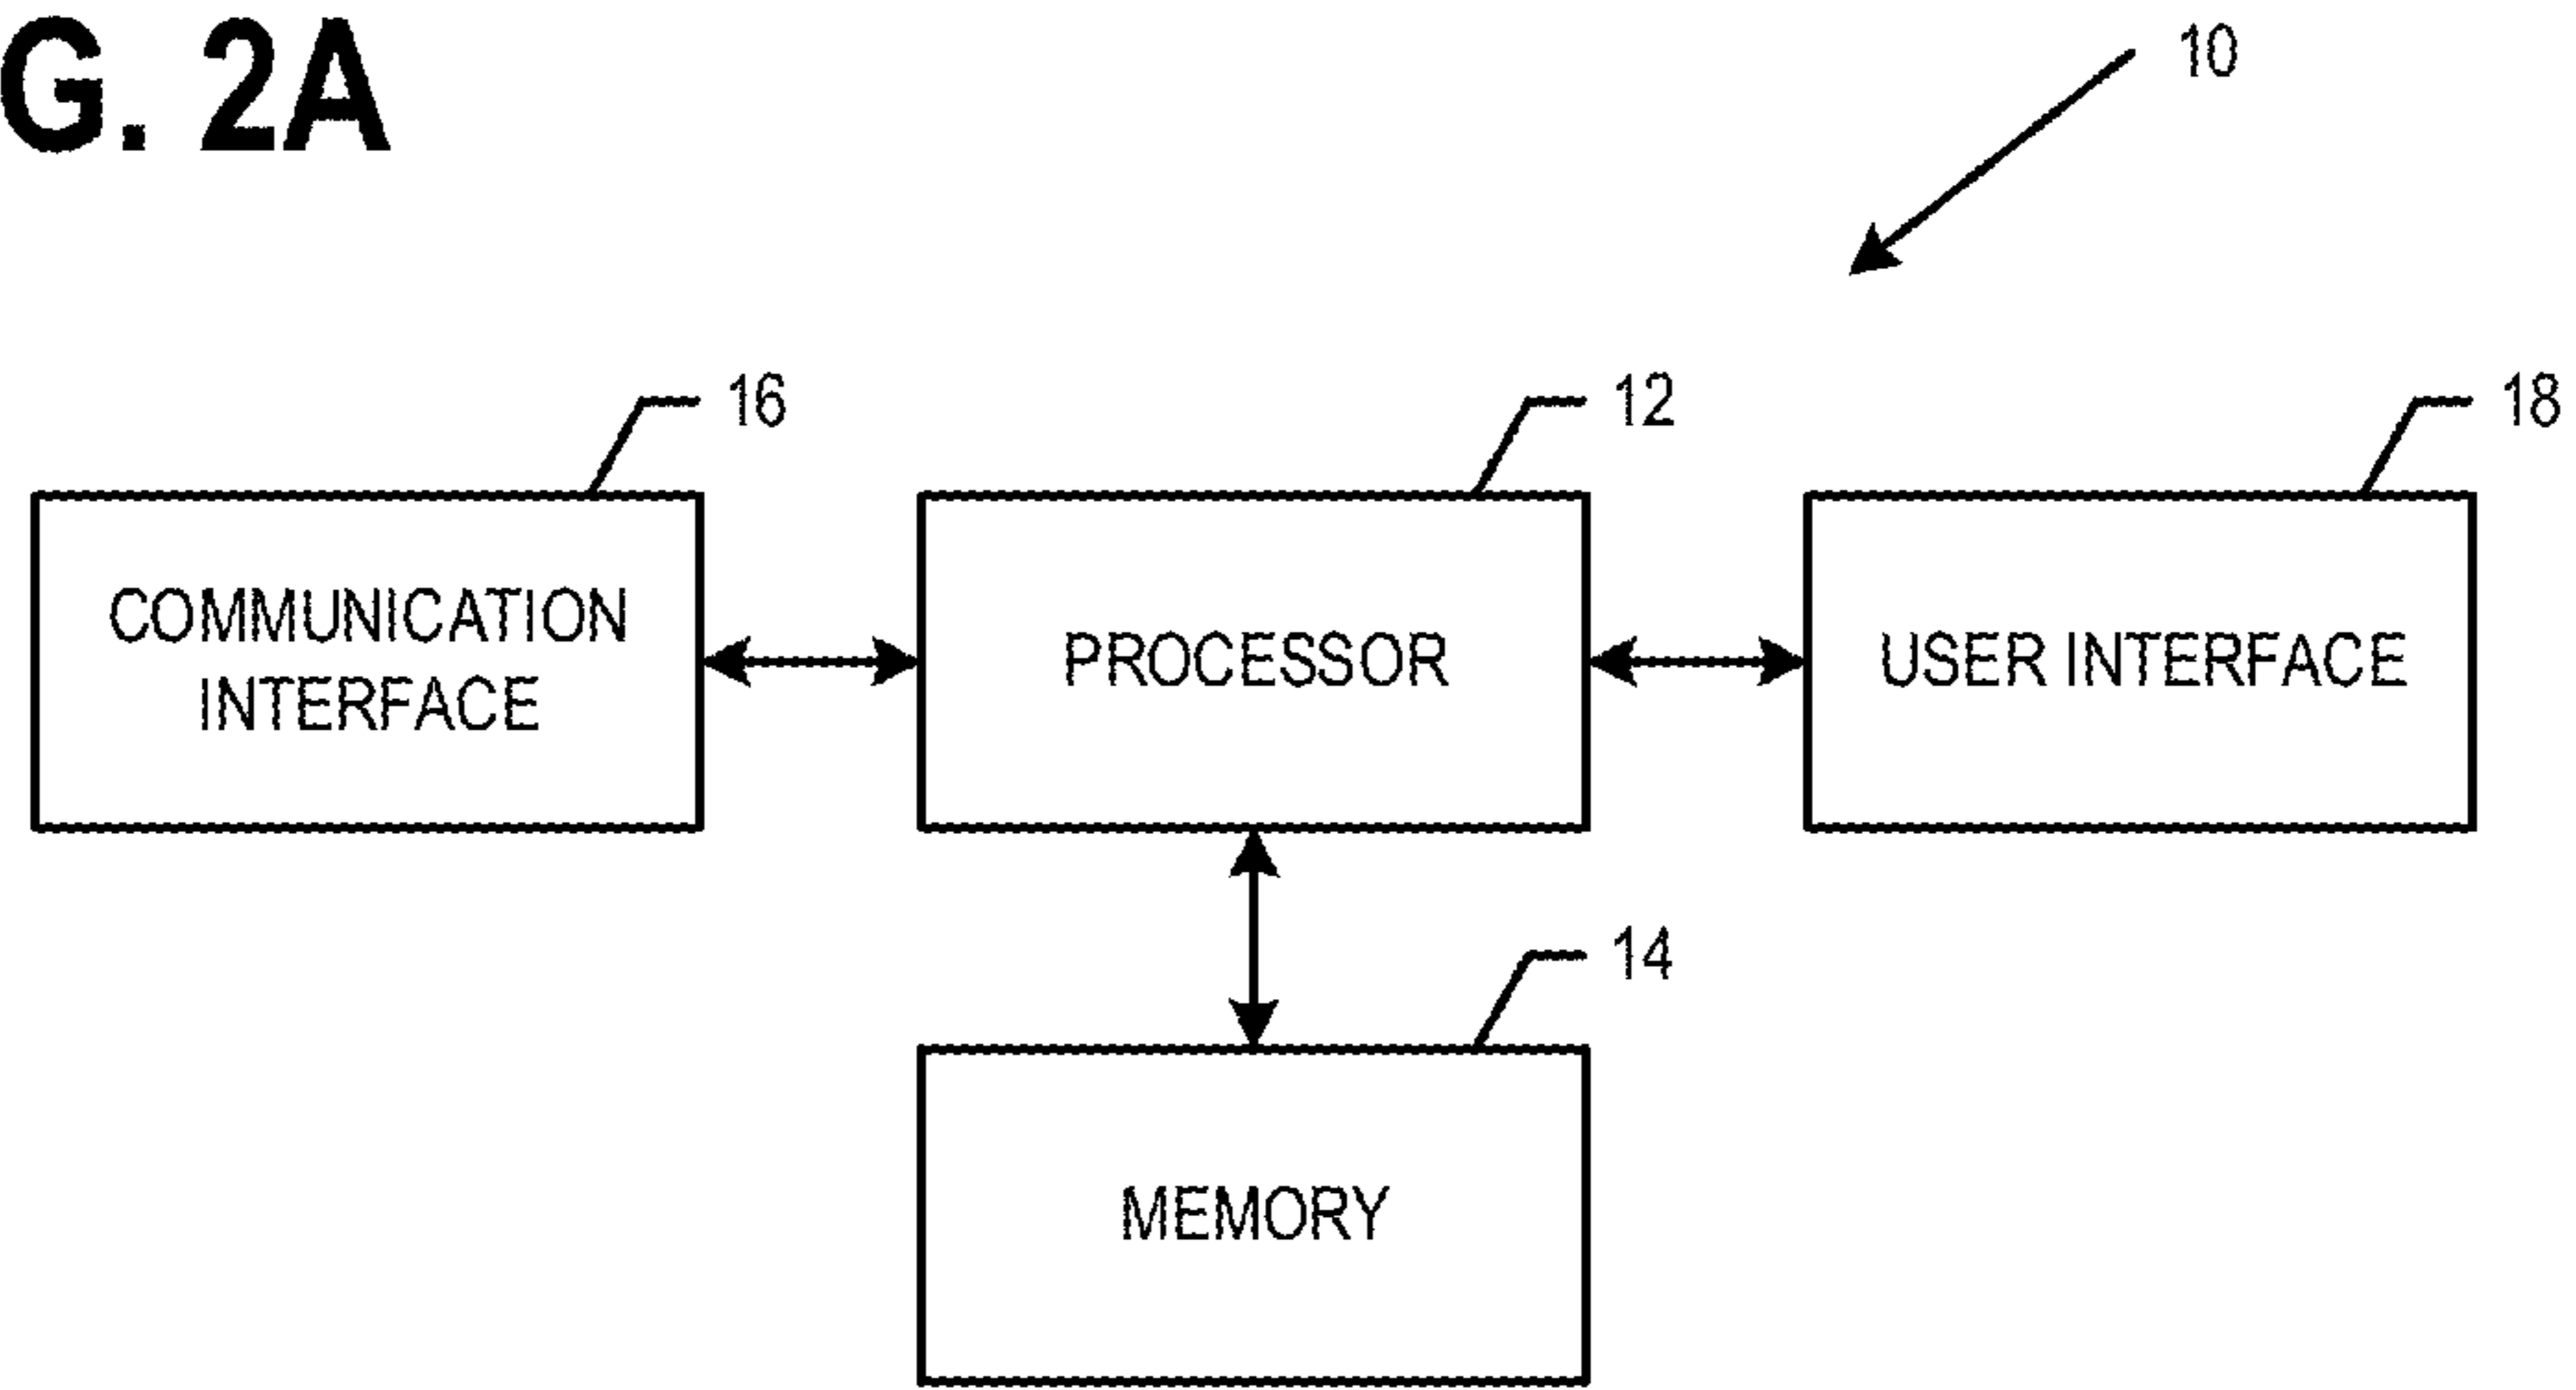 G. 2A
10
16
12
18
COMMUNICATION
INTERFACE
PROCESSOR
USER INTERFACE
14
MEMORY